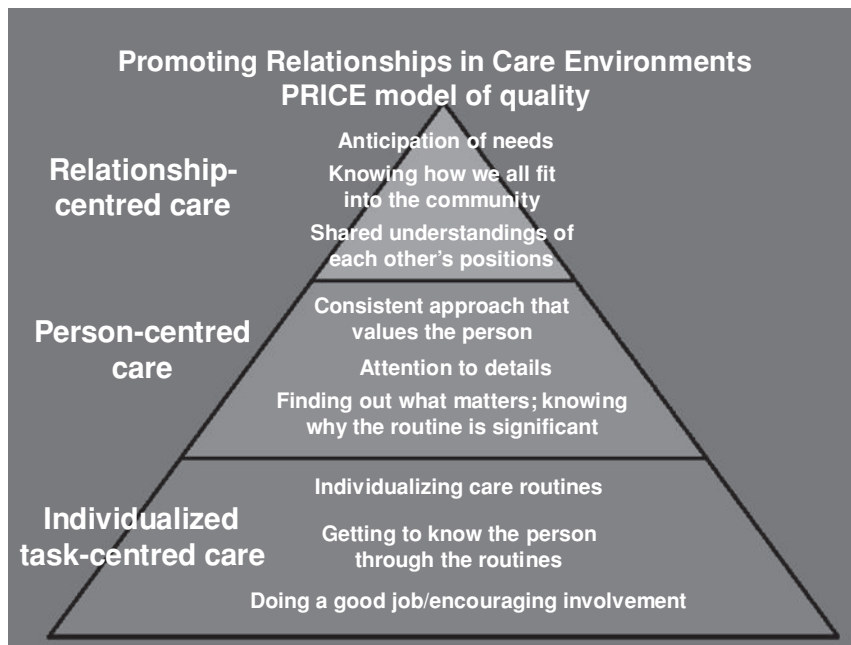 Promoting Relationships in Care Environments
PRICE model of quality
Relationship-
centred care
Anticipation of needs
Knowing how we all fit
into the community
Shared understandings of
each other's positions
Person-centred
care
Consistent approach that
values the person
Attention to details
Finding out what matters; knowing
why the routine is significant
Individualized
task-centred care
Individualizing care routines
Getting to know the person
through the routines
Doing a good job/encouraging involvement